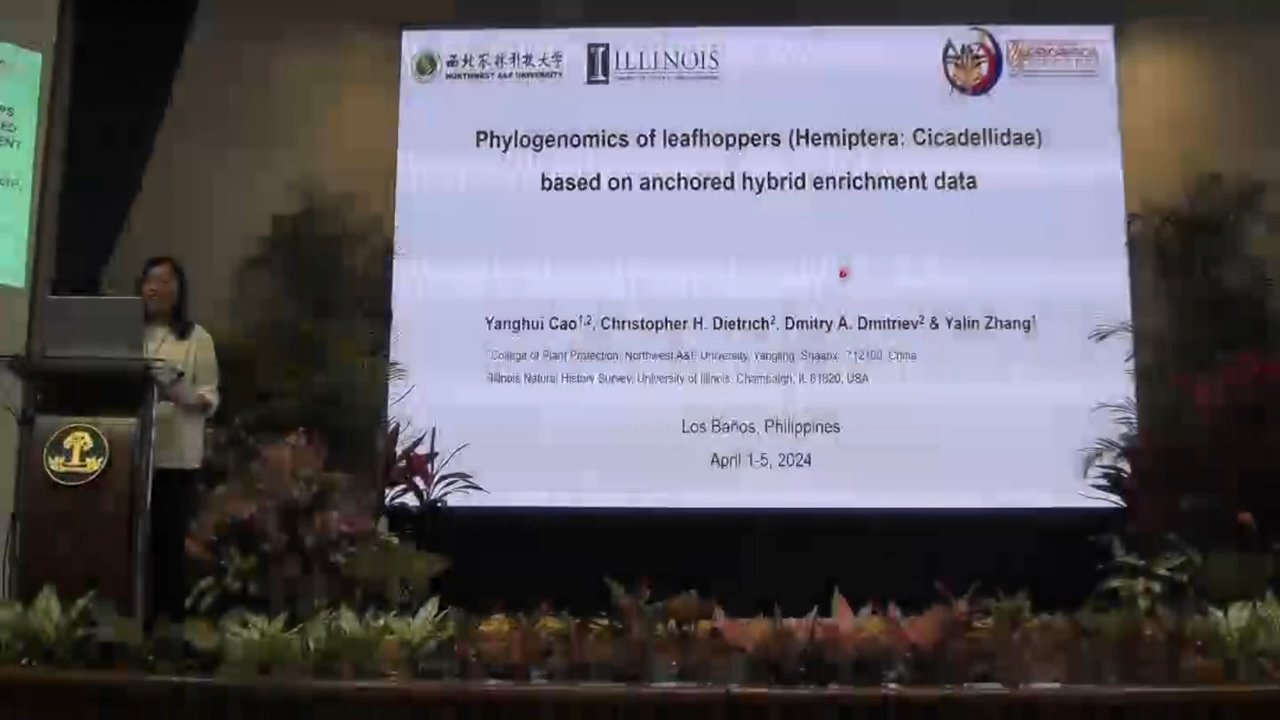 西北农林科技大学
NORTHWEST A&F UNIVERSITY
ILLINOIS
Phylogenomics of leafhoppers (Hemiptera: Cicadellidae)
based on anchored hybrid enrichment data
Yanghui Cao¹,², Christopher H. Dietrich², Dmitry A. Dmitriev² & Yalin Zhang¹
¹College of Plant Protection, Northwest A&F University, Yangling, Shaanxi 712100, China
²Illinois Natural History Survey, University of Illinois, Champaign, IL 61820, USA
Los Baños, Philippines
April 1-5, 2024